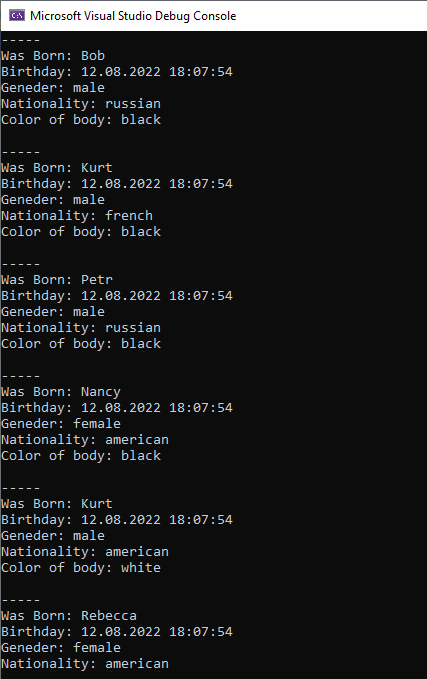 C:\
Microsoft Visual Studio Debug Console
-----
Was Born: Bob
Birthday: 12.08.2022 18:07:54
Geneder: male
Nationality: russian
Color of body: black
-----
Was Born: Kurt
Birthday: 12.08.2022 18:07:54
Geneder: male
Nationality: french
Color of body: black
-----
Was Born: Petr
Birthday: 12.08.2022 18:07:54
Geneder: male
Nationality: russian
Color of body: black
-----
Was Born: Nancy
Birthday: 12.08.2022 18:07:54
Geneder: female
Nationality: american
Color of body: black
-----
Was Born: Kurt
Birthday: 12.08.2022 18:07:54
Geneder: male
Nationality: american
Color of body: white
-----
Was Born: Rebecca
Birthday: 12.08.2022 18:07:54
Geneder: female
Nationality: american